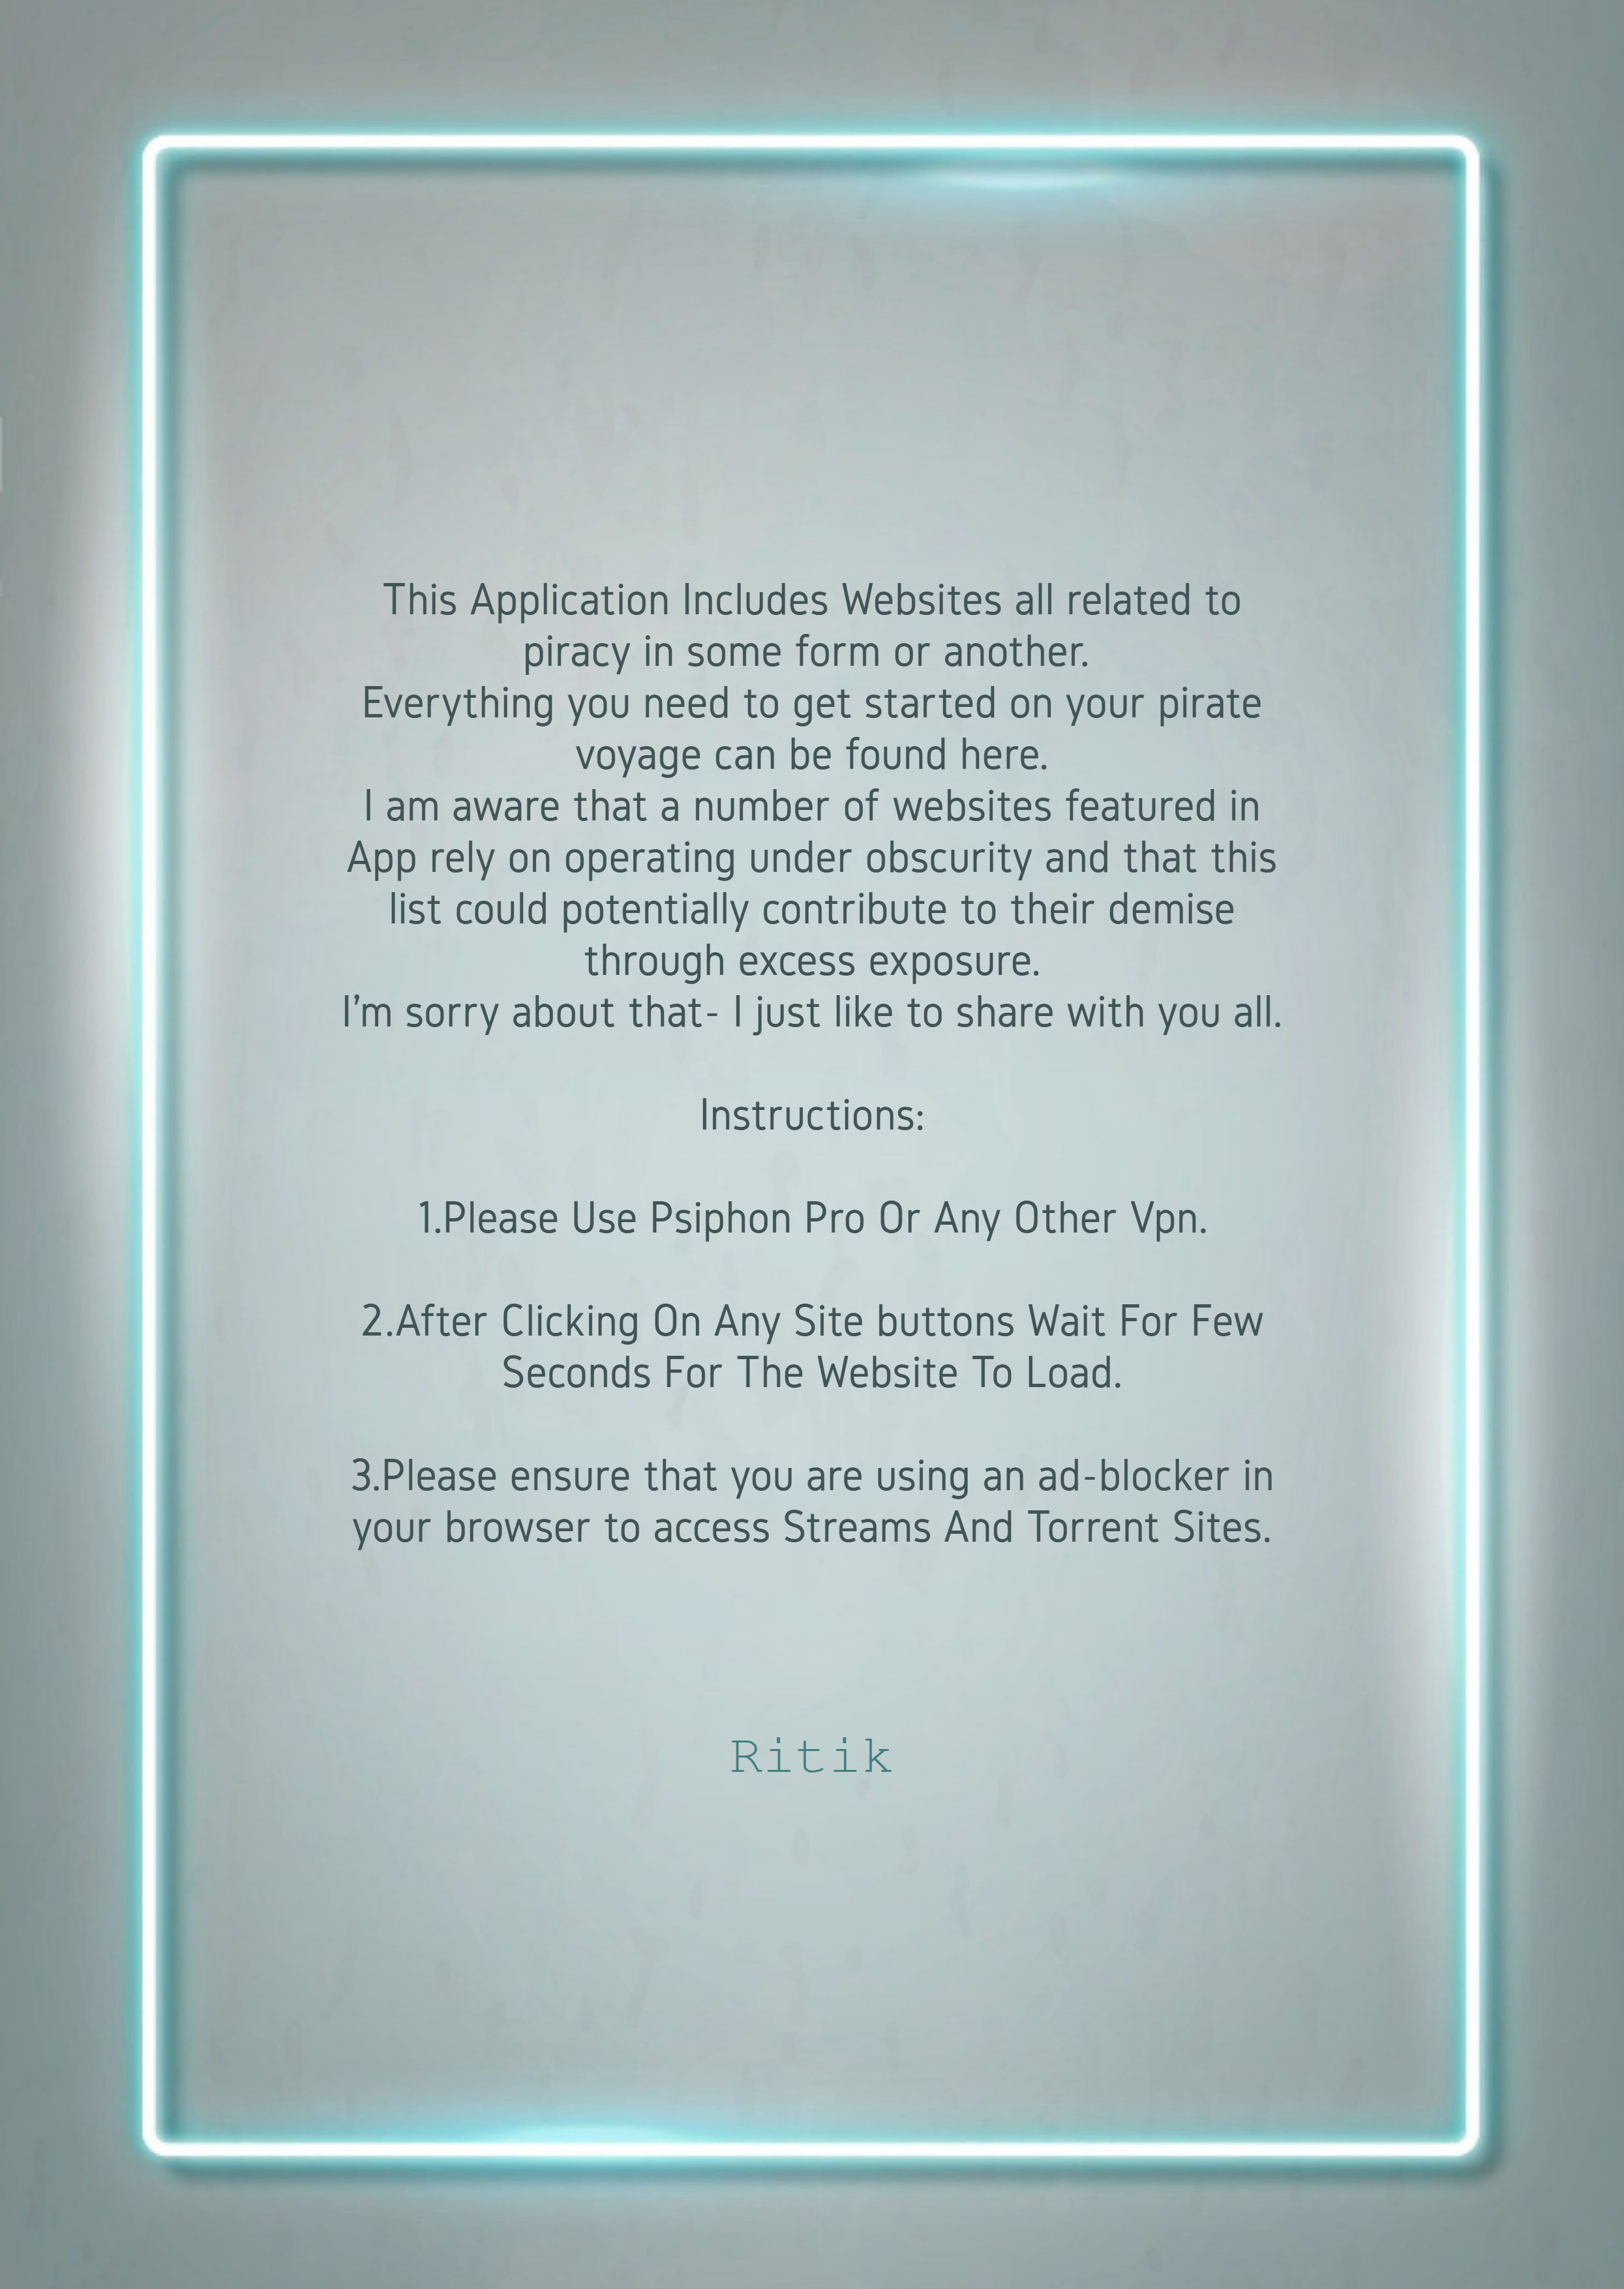 This Application Includes Websites all related to
piracy in some form or another.
Everything you need to get started on your pirate
voyage can be found here.
I am aware that a number of websites featured in
App rely on operating under obscurity and that this
list could potentially contribute to their demise
through excess exposure.
I'm sorry about that- I just like to share with you all.
Instructions:
1.Please Use Psiphon Pro Or Any Other Vpn.
2.After Clicking On Any Site buttons Wait For Few
Seconds For The Website To Load.
3.Please ensure that you are using an ad-blocker in
your browser to access Streams And Torrent Sites.
Ritik